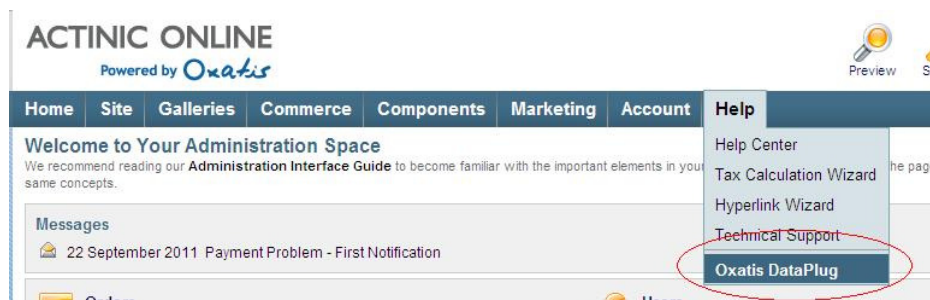 ACTINIC ONLINE
Powered by Oxatis
Preview
Home Site Galleries Commerce Components Marketing Account Help
Welcome to Your Administration Space
We recommend reading our Administration Interface Guide to become familiar with the important elements in your
he pag
same concepts.
Help Center
Tax Calculation Wizard
Hyperlink Wizard
Technical Support
Oxatis DataPlug
Messages
22 September 2011 Payment Problem - First Notification